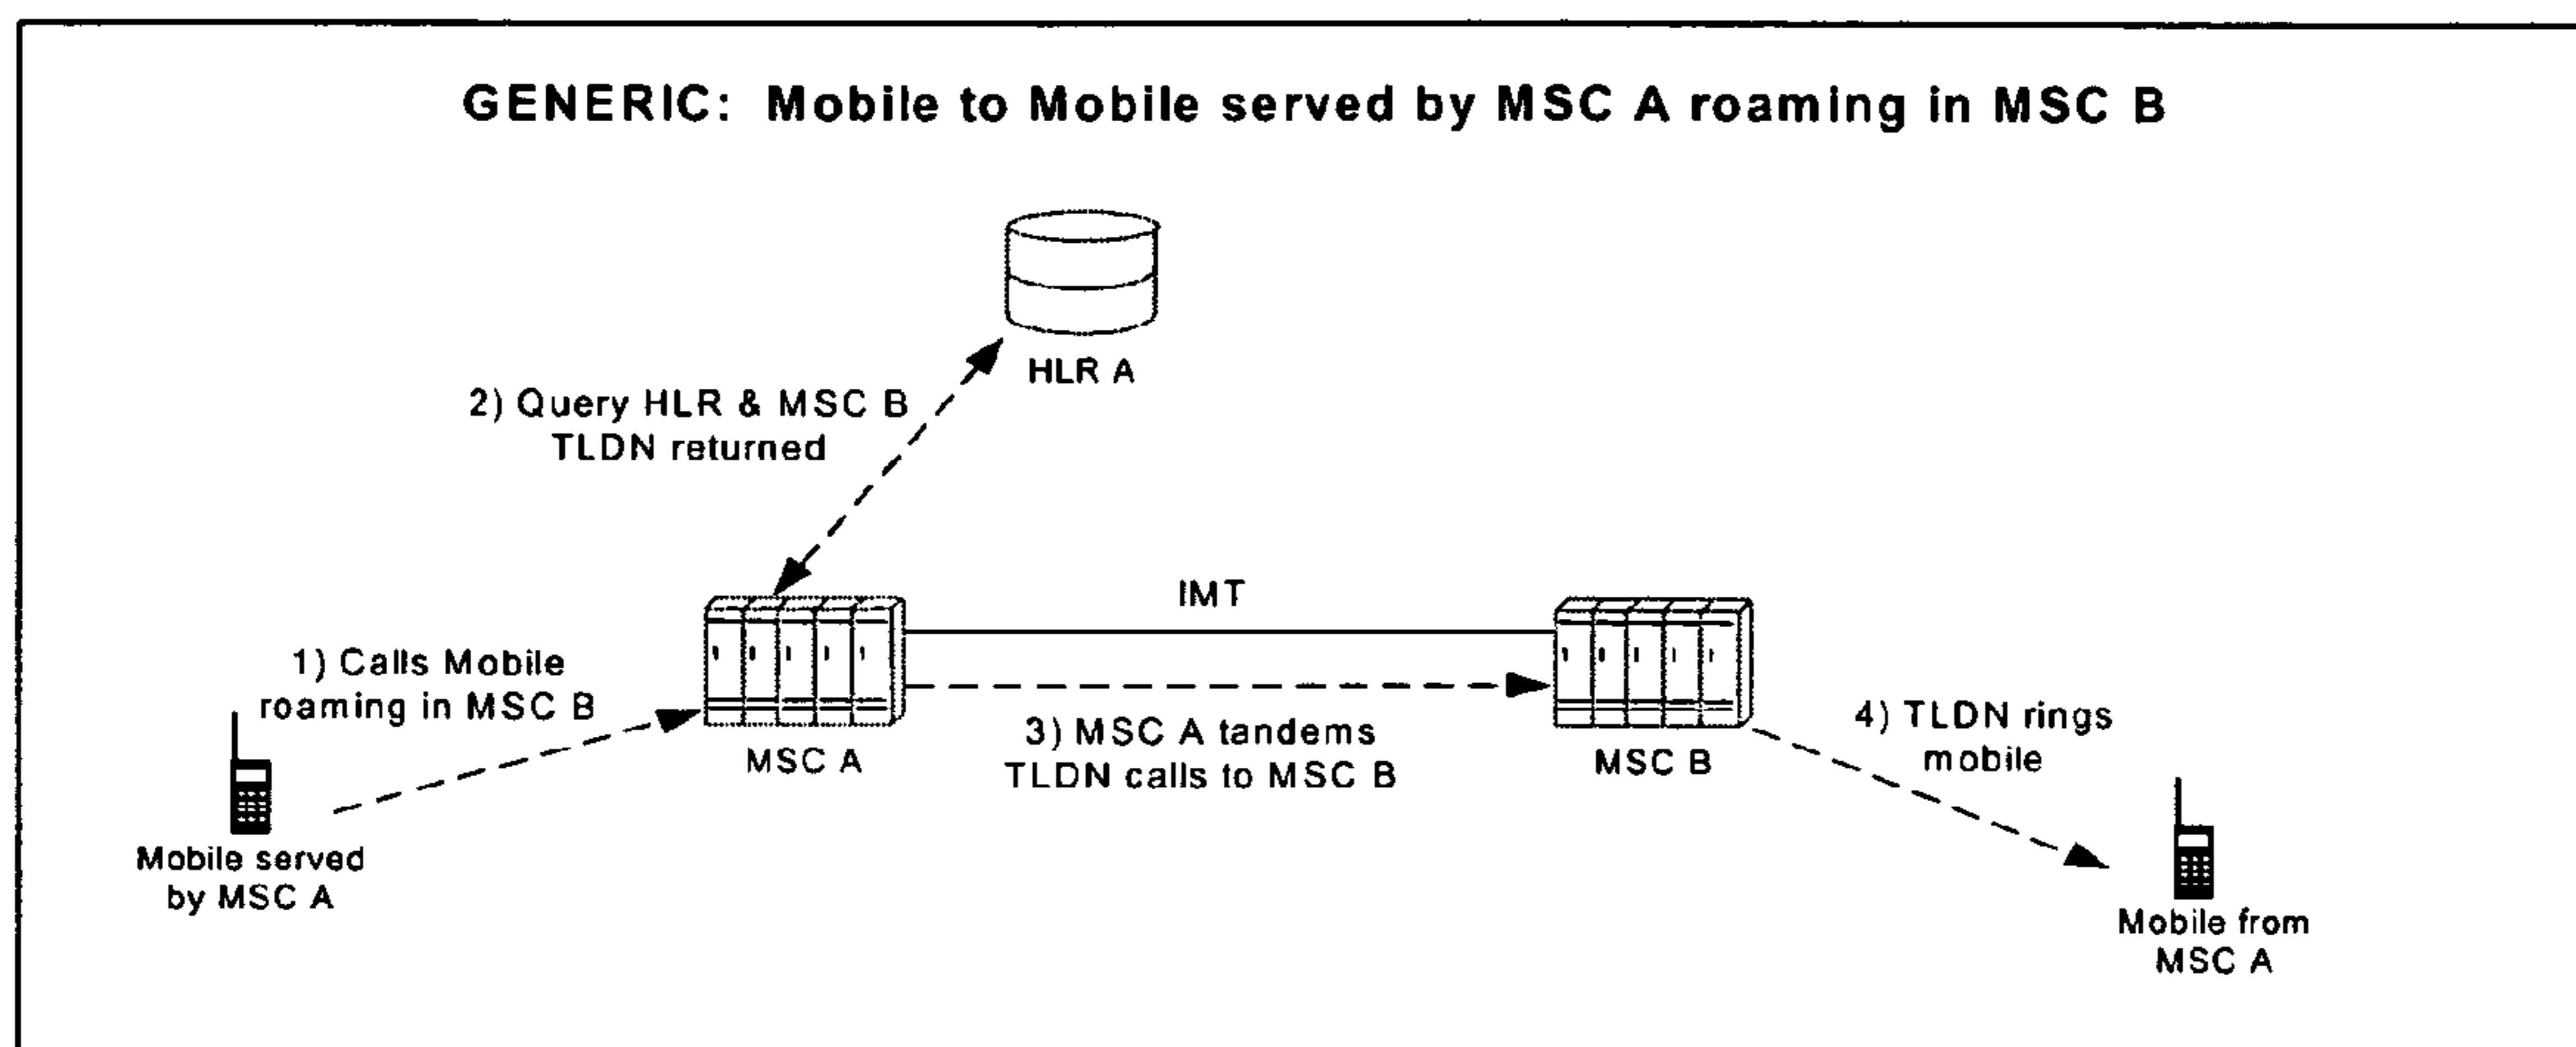 GENERIC: Mobile to Mobile served by MSC A roaming in MSC B
HLR A
2) Query HLR & MSC B
TLDN returned
IMT
1) Calls Mobile
roaming in MSC B
MSC A
3) MSC A tandems
TLDN calls to MSC B
MSC B
4) TLDN rings
mobile
Mobile served
by MSC A
Mobile from
MSC A